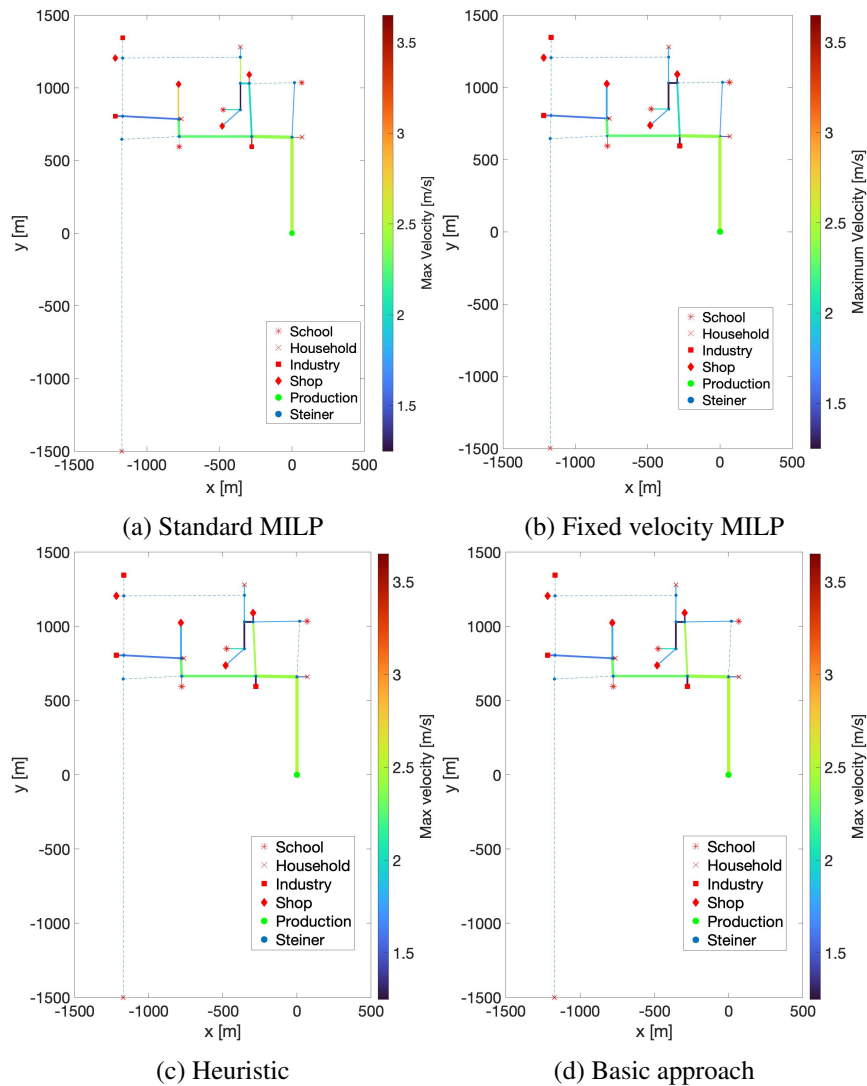 1500
1000
500
0
-500
-1000
-1500
y [m]
-1500 -1000 -500 0 500
x [m]
School
Household
Industry
Shop
Production
Steiner
3.5
3
2.5
2
1.5
Max Velocity [m/s]
(a) Standard MILP
1500
1000
500
0
-500
-1000
-1500
y [m]
-1500 -1000 -500 0 500
x [m]
School
Household
Industry
Shop
Production
Steiner
3.5
3
2.5
2
1.5
Maximum Velocity [m/s]
(b) Fixed velocity MILP
1500
1000
500
0
-500
-1000
-1500
y [m]
-1500 -1000 -500 0 500
x [m]
School
Household
Industry
Shop
Production
Steiner
3.5
3
2.5
2
1.5
Max velocity [m/s]
(c) Heuristic
1500
1000
500
0
-500
-1000
-1500
y [m]
-1500 -1000 -500 0 500
x [m]
School
Household
Industry
Shop
Production
Steiner
3.5
3
2.5
2
1.5
Max velocity [m/s]
(d) Basic approach